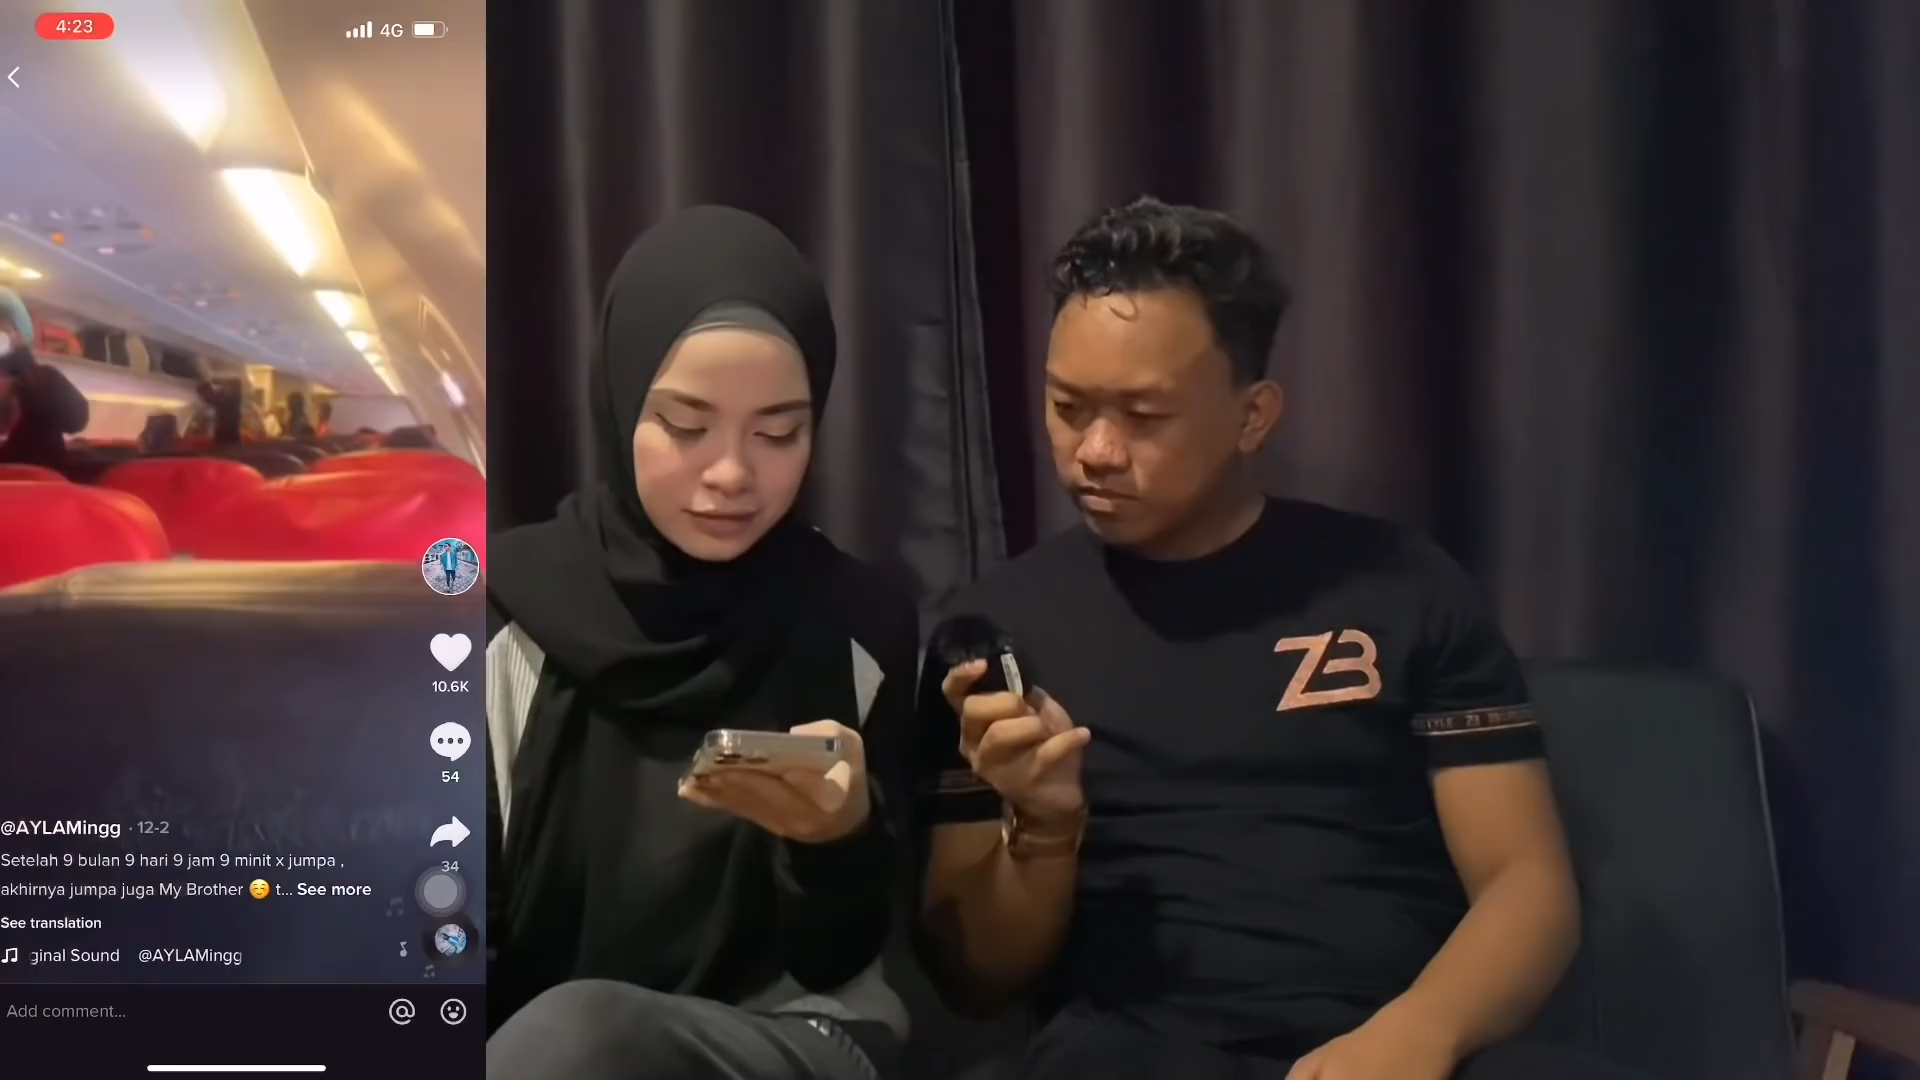 4:23
4G
10.6K
54
@AYLAMingg · 12-2
34
Setelah 9 bulan 9 hari 9 jam 9 minit x jumpa ,
akhirnya jumpa juga My Brother ☺️ t... See more
See translation
ginal Sound @AYLAMingg
Add comment...
Z3